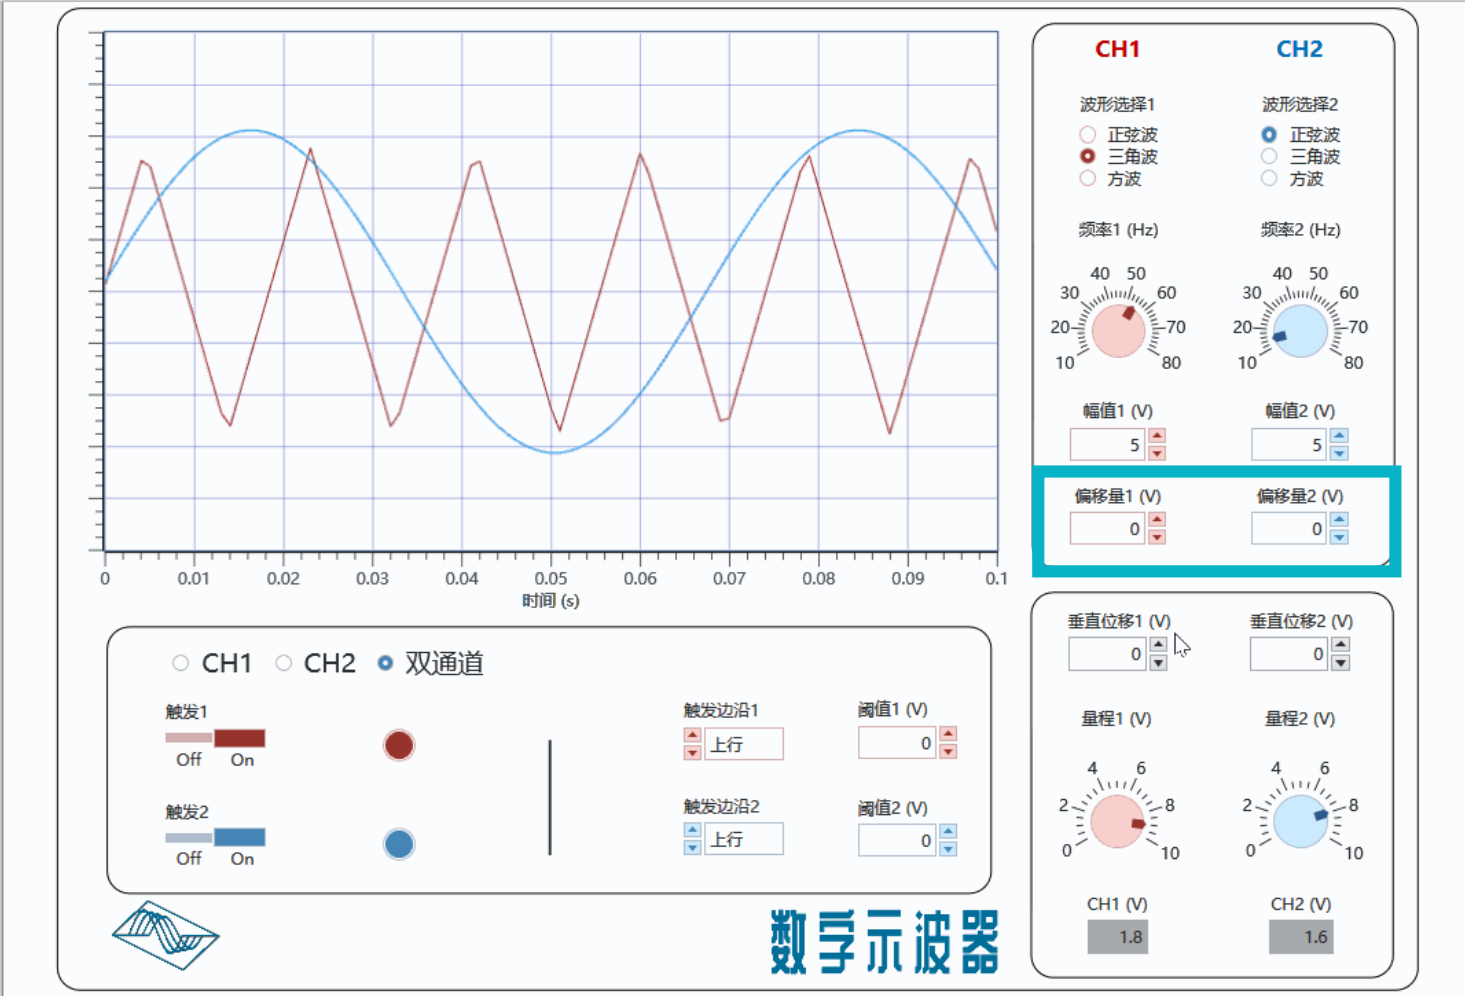 CH1 CH2
波形选择1 波形选择2
正弦波 正弦波
三角波 三角波
方波 方波
频率1 (Hz) 频率2 (Hz)
40 50 40 50
30 60 30 60
20 70 20 70
10 80 10 80
幅值1 (V) 幅值2 (V)
5 5
偏移量1 (V) 偏移量2 (V)
0 0
0 0.01 0.02 0.03 0.04 0.05 0.06 0.07 0.08 0.09 0.1
时间 (s)
CH1 CH2 双通道
触发1 触发边沿1 阈值1 (V)
上行 0
Off On
触发2 触发边沿2 阈值2 (V)
上行 0
Off On
垂直位移1 (V) 垂直位移2 (V)
0 0
量程1 (V) 量程2 (V)
4 6 4 6
2 8 2 8
0 10 0 10
CH1 (V) CH2 (V)
1.8 1.6
数字示波器